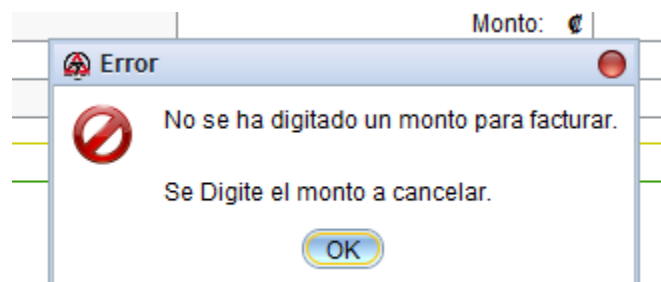 Monto: ₡
Error
No se ha digitado un monto para facturar.
Se Digite el monto a cancelar.
OK